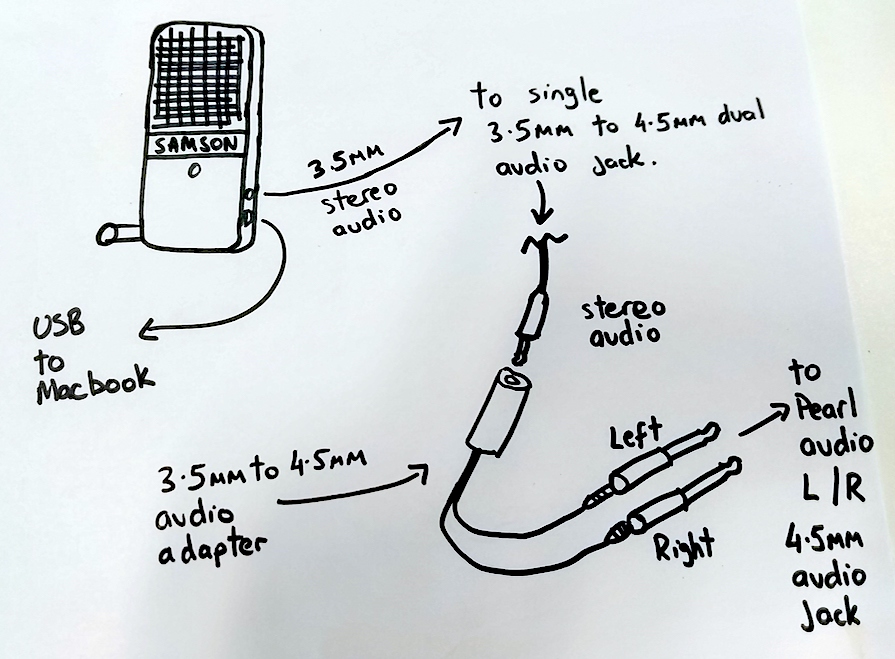 SAMSON
3.5mm
stereo
audio
to single
3.5mm to 4.5mm dual
audio jack.
USB
to
Macbook
stereo
audio
3.5mm to 4.5mm
audio
adapter
Left
Right
to
Pearl
audio
L/R
4.5mm
audio
Jack